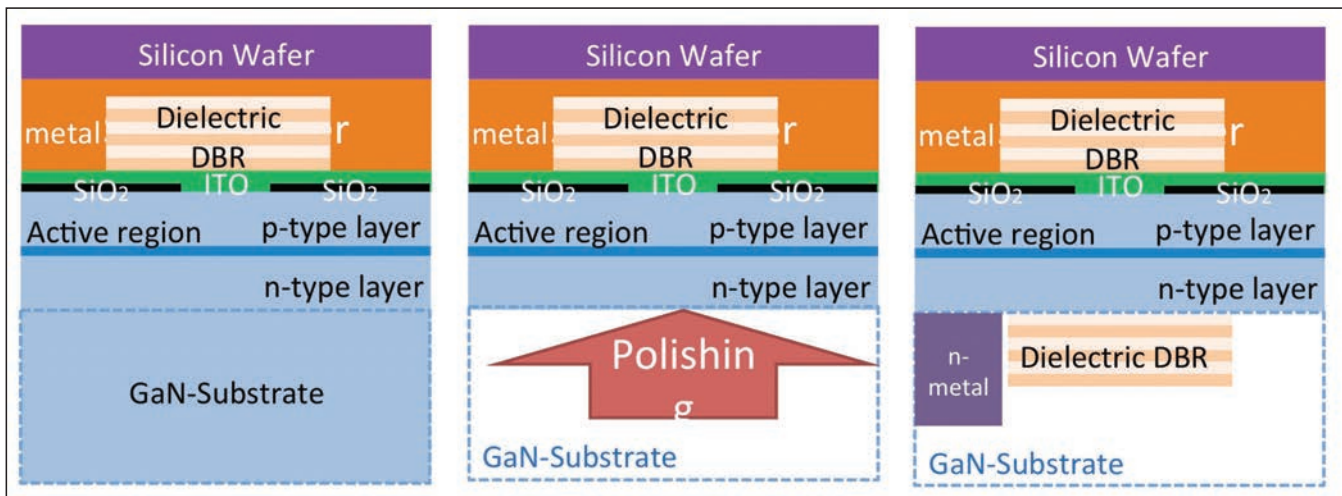 Silicon Wafer
metal
Dielectric
r
DBR
SiO₂
ITO
SiO₂
Active region
p-type layer
n-type layer
GaN-Substrate
Silicon Wafer
metal
Dielectric
r
DBR
SiO₂
ITO
SiO₂
Active region
p-type layer
n-type layer
Polishin
g
GaN-Substrate
Silicon Wafer
metal
Dielectric
r
DBR
SiO₂
ITO
SiO₂
Active region
p-type layer
n-type layer
n-
metal
Dielectric DBR
GaN-Substrate